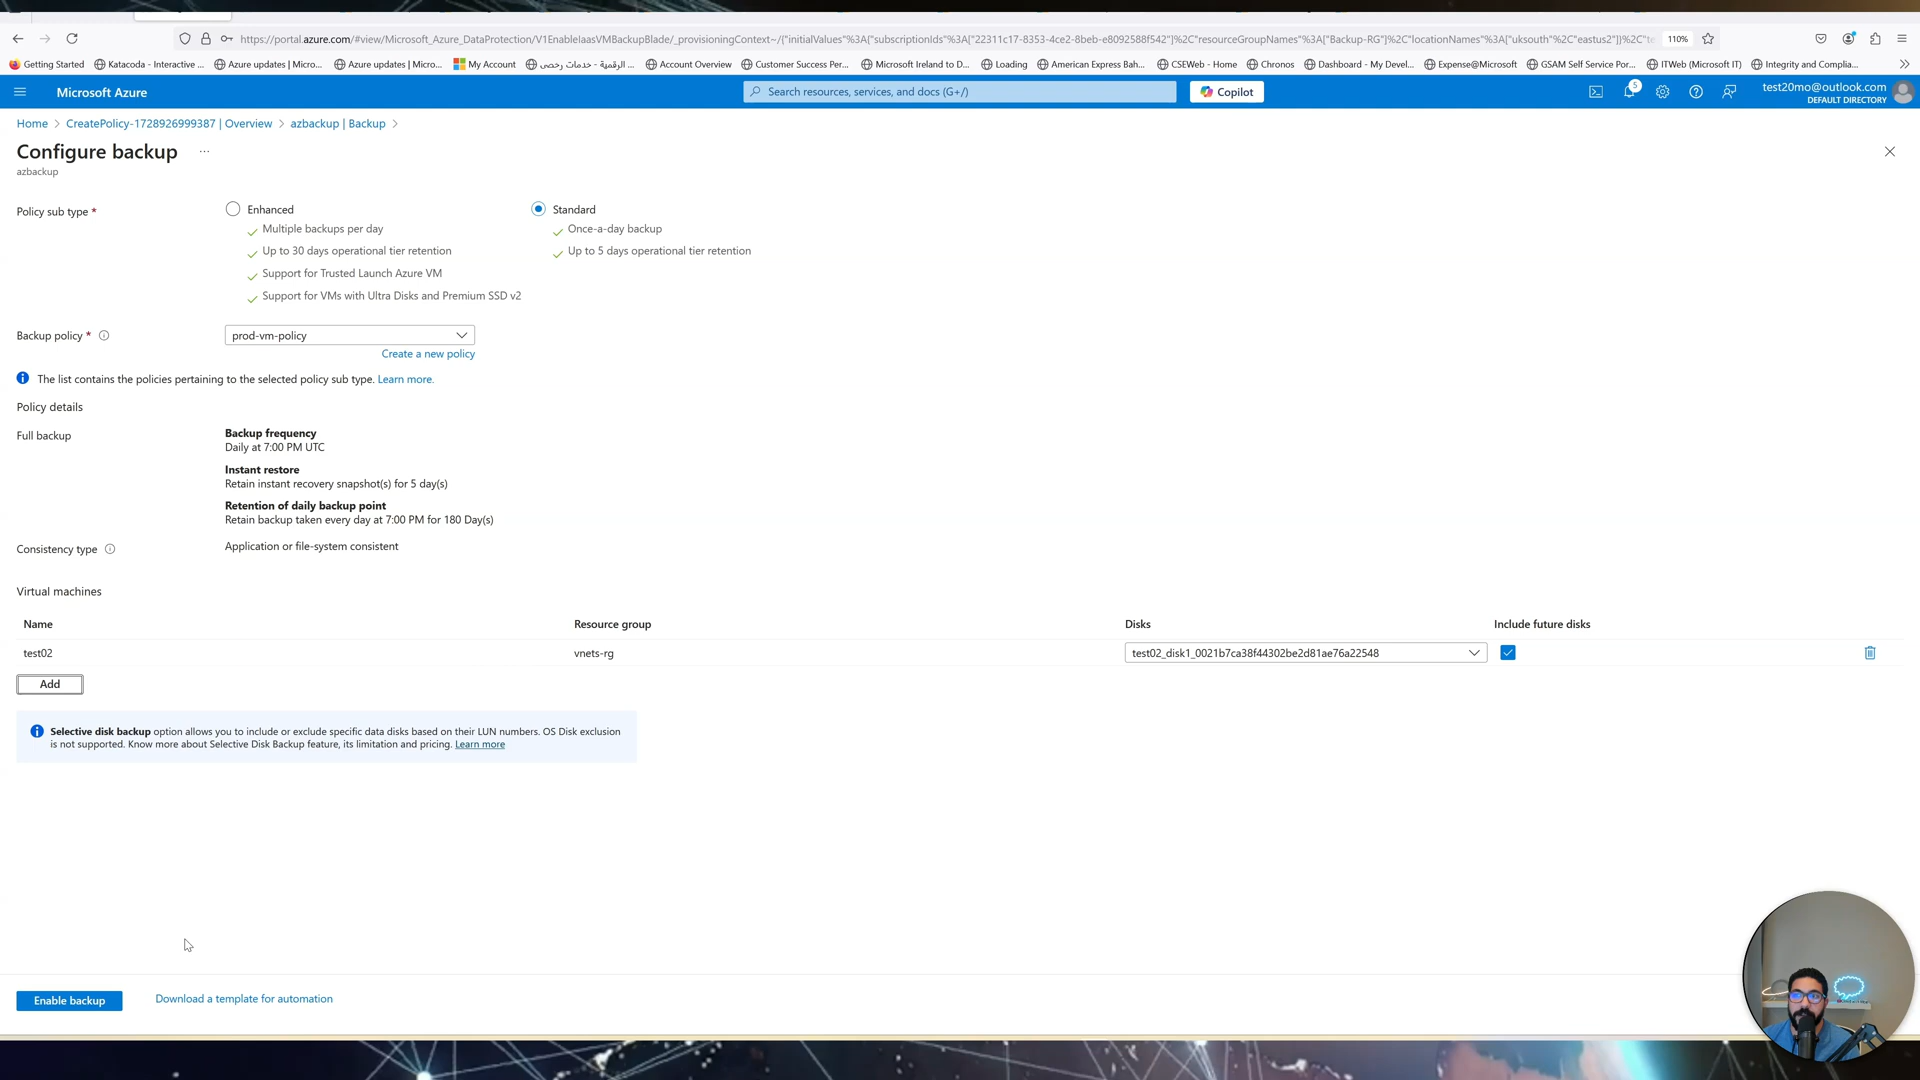 https://portal.azure.com/#view/Microsoft_Azure_DataProtection/V1EnableIaasVMBackupBlade/_provisioningContext~/{"initialValues"%3A{"subscriptionIds"%3A["22311c17-8353-4ce2-8beb-e8092588f542"]%2C"resourceGroupNames"%3A["Backup-RG"]%2C"locationNames"%3A["uksouth"%2C"eastus2"]}%2C"te
110%
Getting Started
Katacoda - Interactive ...
Azure updates | Micro...
Azure updates | Micro...
My Account
الرقمية - خدمات رخصى ...
Account Overview
Customer Success Per...
Microsoft Ireland to D...
Loading
American Express Bah...
CSEWeb - Home
Chronos
Dashboard - My Devel...
Expense@Microsoft
GSAM Self Service Por...
ITWeb (Microsoft IT)
Integrity and Complia...
Microsoft Azure
Search resources, services, and docs (G+/)
Copilot
5
test20mo@outlook.com
DEFAULT DIRECTORY
Home > CreatePolicy-1728926999387 | Overview > azbackup | Backup >
Configure backup ...
azbackup
Policy sub type *
Enhanced
Multiple backups per day
Up to 30 days operational tier retention
Support for Trusted Launch Azure VM
Support for VMs with Ultra Disks and Premium SSD v2
Standard
Once-a-day backup
Up to 5 days operational tier retention
Backup policy *
prod-vm-policy
Create a new policy
The list contains the policies pertaining to the selected policy sub type. Learn more.
Policy details
Full backup
Backup frequency
Daily at 7:00 PM UTC
Instant restore
Retain instant recovery snapshot(s) for 5 day(s)
Retention of daily backup point
Retain backup taken every day at 7:00 PM for 180 Day(s)
Consistency type
Application or file-system consistent
Virtual machines
Name Resource group Disks Include future disks
test02 vnets-rg test02_disk1_0021b7ca38f44302be2d81ae76a22548
Add
Selective disk backup option allows you to include or exclude specific data disks based on their LUN numbers. OS Disk exclusion
is not supported. Know more about Selective Disk Backup feature, its limitation and pricing. Learn more
Enable backup
Download a template for automation